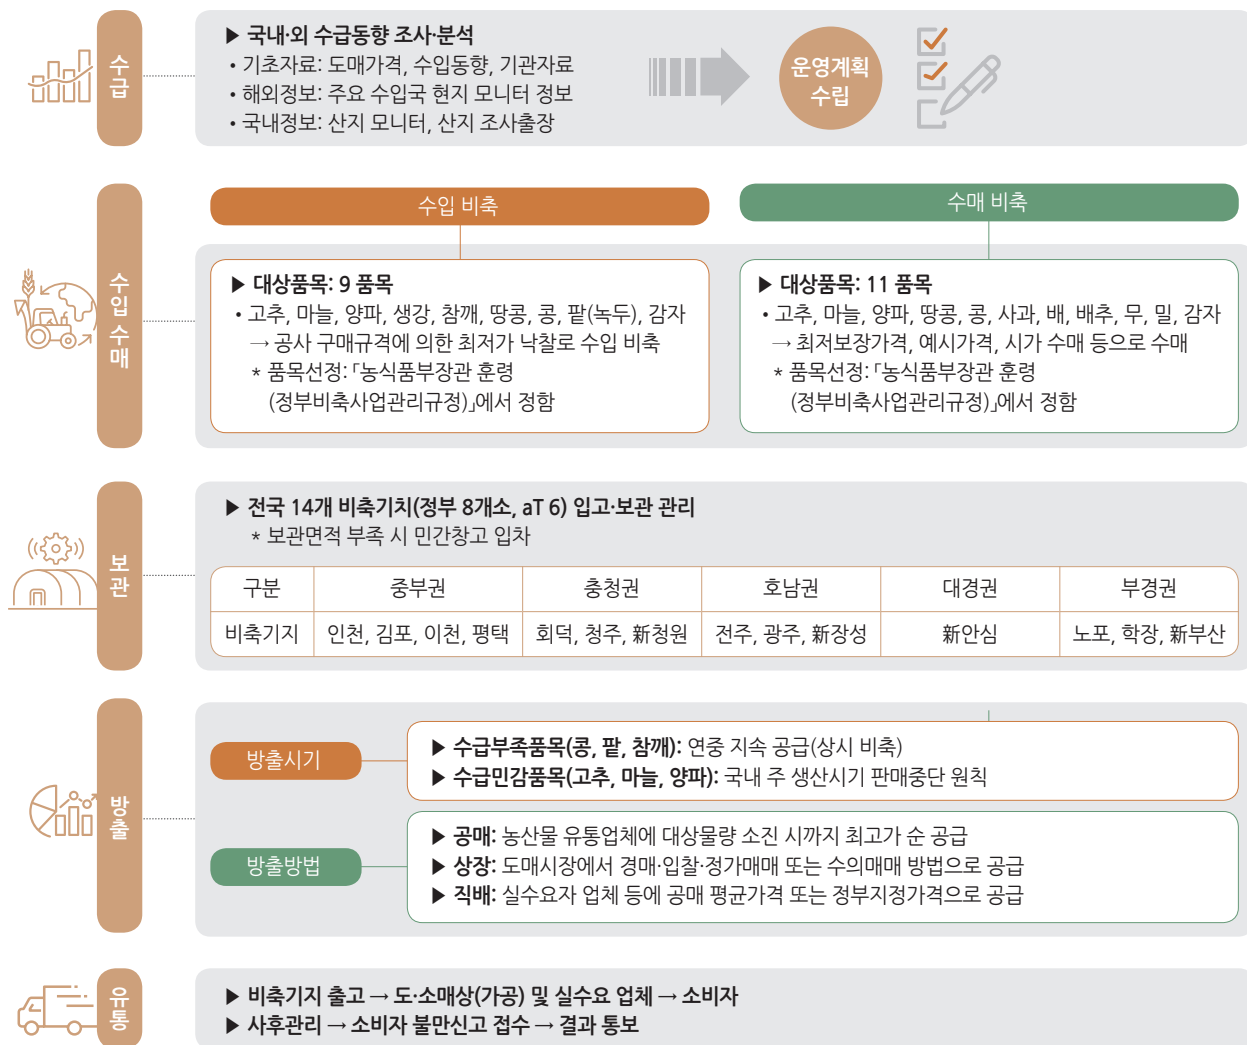 수급
▶ 국내·외 수급동향 조사·분석
• 기초자료: 도매가격, 수입동향, 기관자료
• 해외정보: 주요 수입국 현지 모니터 정보
• 국내정보: 산지 모니터, 산지 조사출장
운영계획
수립
수입 수매
수입 비축
▶ 대상품목: 9 품목
• 고추, 마늘, 양파, 생강, 참깨, 땅콩, 콩, 팥(녹두), 감자
→ 공사 구매규격에 의한 최저가 낙찰로 수입 비축
* 품목선정: 「농식품부장관 훈령
(정부비축사업관리규정)」에서 정함
수매 비축
▶ 대상품목: 11 품목
• 고추, 마늘, 양파, 땅콩, 콩, 사과, 배, 배추, 무, 밀, 감자
→ 최저보장가격, 예시가격, 시가 수매 등으로 수매
* 품목선정: 「농식품부장관 훈령
(정부비축사업관리규정)」에서 정함
보관
▶ 전국 14개 비축기치(정부 8개소, aT 6) 입고·보관 관리
* 보관면적 부족 시 민간창고 입차
구분 중부권 충청권 호남권 대경권 부경권
비축기지 인천, 김포, 이천, 평택 회덕, 청주, 新청원 전주, 광주, 新장성 新안심 노포, 학장, 新부산
방출
방출시기
▶ 수급부족품목(콩, 팥, 참깨): 연중 지속 공급(상시 비축)
▶ 수급민감품목(고추, 마늘, 양파): 국내 주 생산시기 판매중단 원칙
방출방법
▶ 공매: 농산물 유통업체에 대상물량 소진 시까지 최고가 순 공급
▶ 상장: 도매시장에서 경매·입찰·정가매매 또는 수의매매 방법으로 공급
▶ 직배: 실수요자 업체 등에 공매 평균가격 또는 정부지정가격으로 공급
유통
▶ 비축기지 출고 → 도·소매상(가공) 및 실수요 업체 → 소비자
▶ 사후관리 → 소비자 불만신고 접수 → 결과 통보